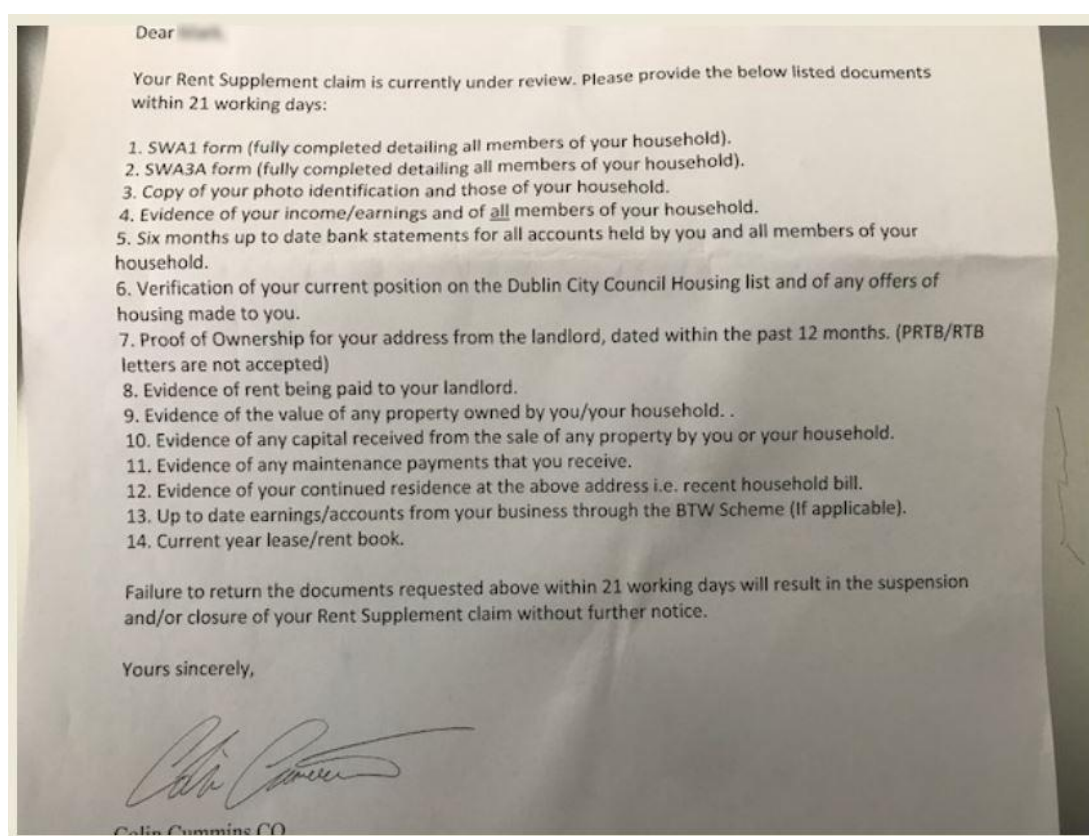 Dear
Your Rent Supplement claim is currently under review. Please provide the below listed documents
within 21 working days:
1. SWA1 form (fully completed detailing all members of your household).
2. SWA3A form (fully completed detailing all members of your household).
3. Copy of your photo identification and those of your household.
4. Evidence of your income/earnings and of all members of your household.
5. Six months up to date bank statements for all accounts held by you and all members of your
household.
6. Verification of your current position on the Dublin City Council Housing list and of any offers of
housing made to you.
7. Proof of Ownership for your address from the landlord, dated within the past 12 months. (PRTB/RTB
letters are not accepted)
8. Evidence of rent being paid to your landlord.
9. Evidence of the value of any property owned by you/your household. .
10. Evidence of any capital received from the sale of any property by you or your household.
11. Evidence of any maintenance payments that you receive.
12. Evidence of your continued residence at the above address i.e. recent household bill.
13. Up to date earnings/accounts from your business through the BTW Scheme (If applicable).
14. Current year lease/rent book.
Failure to return the documents requested above within 21 working days will result in the suspension
and/or closure of your Rent Supplement claim without further notice.
Yours sincerely,
Colin Cummins CO